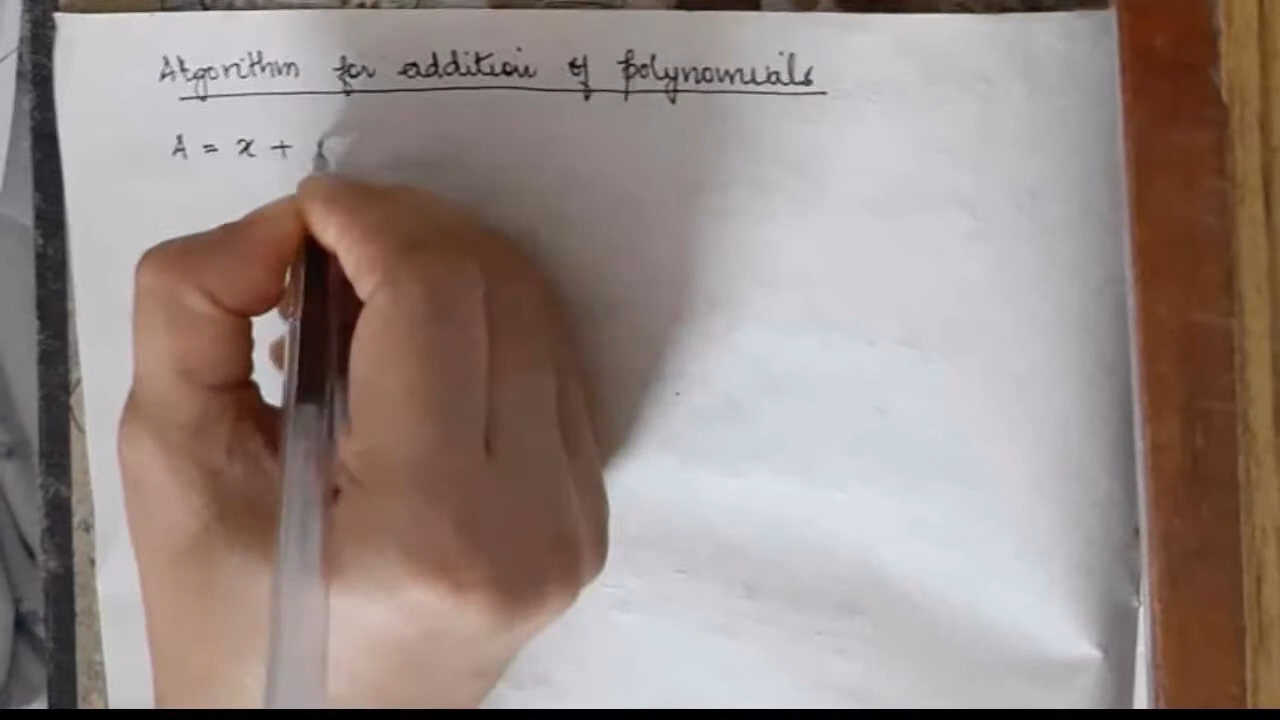 Algorithm for addition of polynomials
A = x +